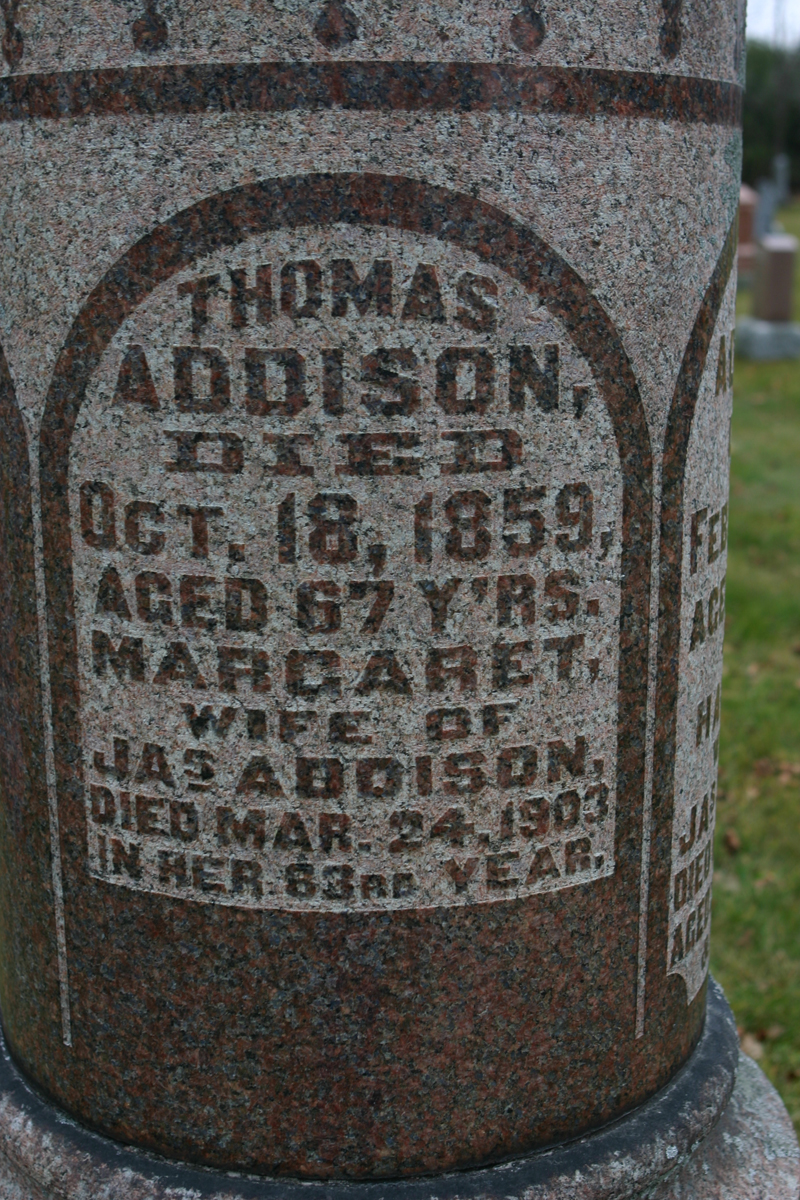 THOMAS
ADDISON,
DIED
OCT. 18, 1859,
AGED 67 Y'RS.
MARGARET,
WIFE OF
JAS ADDISON,
DIED MAR. 24, 1903
IN HER 63RD YEAR.